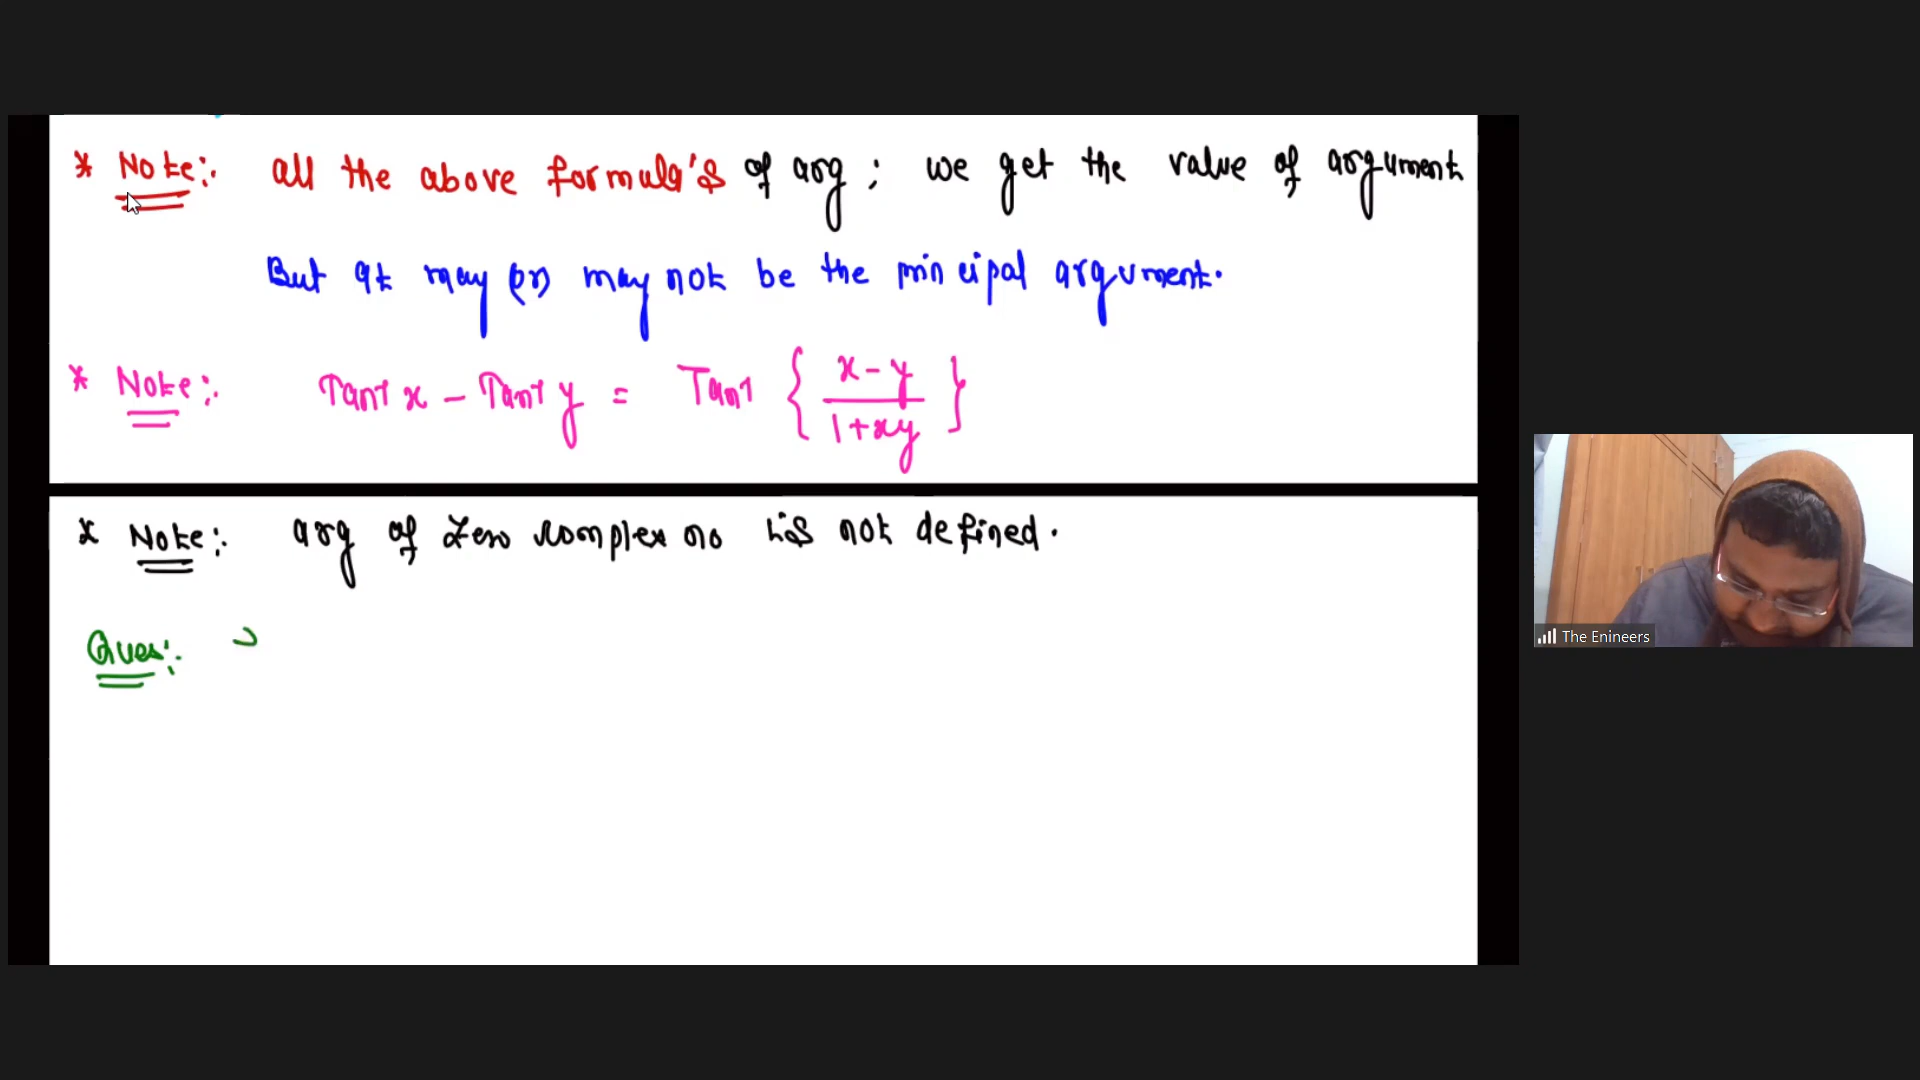 * Note:- all the above formula's of arg ; we get the value of argument
But it may (or) may not be the principal argument.
* Note:- Tan⁻¹ x - Tan⁻¹ y = Tan⁻¹ { x-y / 1+xy }
* Note:- arg of zero complex no is not defined.
Ques:-
The Enineers